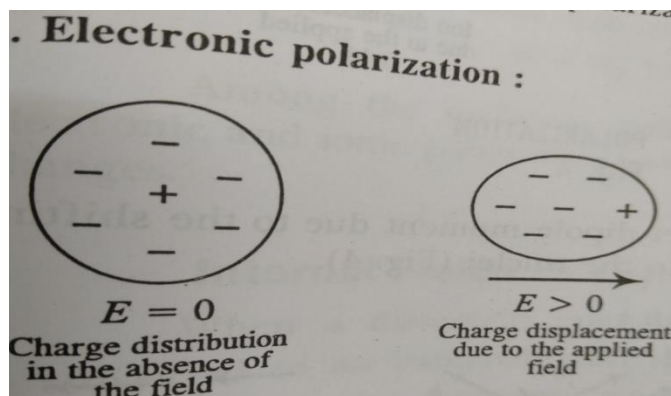 . Electronic polarization :
E = 0
Charge distribution
in the absence of
the field
E > 0
Charge displacement
due to the applied
field